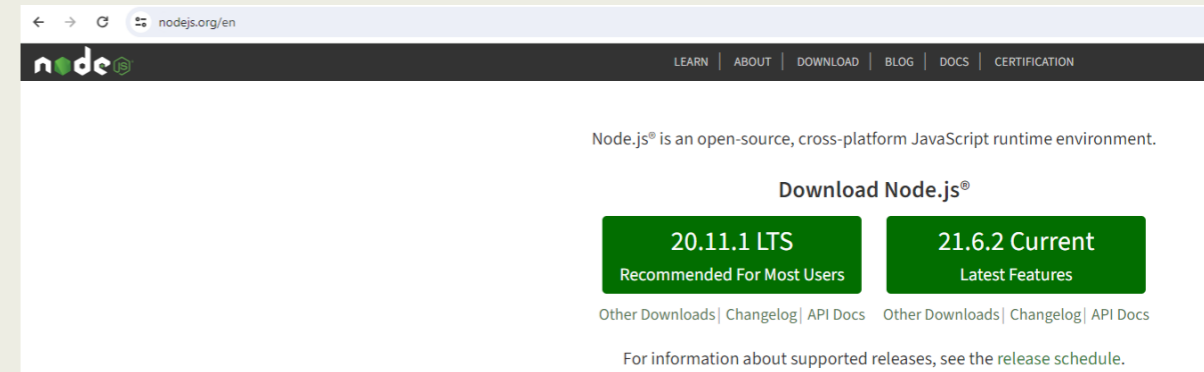 nodejs.org/en
node JS
LEARN | ABOUT | DOWNLOAD | BLOG | DOCS | CERTIFICATION
Node.js® is an open-source, cross-platform JavaScript runtime environment.
Download Node.js®
20.11.1 LTS
Recommended For Most Users
21.6.2 Current
Latest Features
Other Downloads | Changelog | API Docs
Other Downloads | Changelog | API Docs
For information about supported releases, see the release schedule.